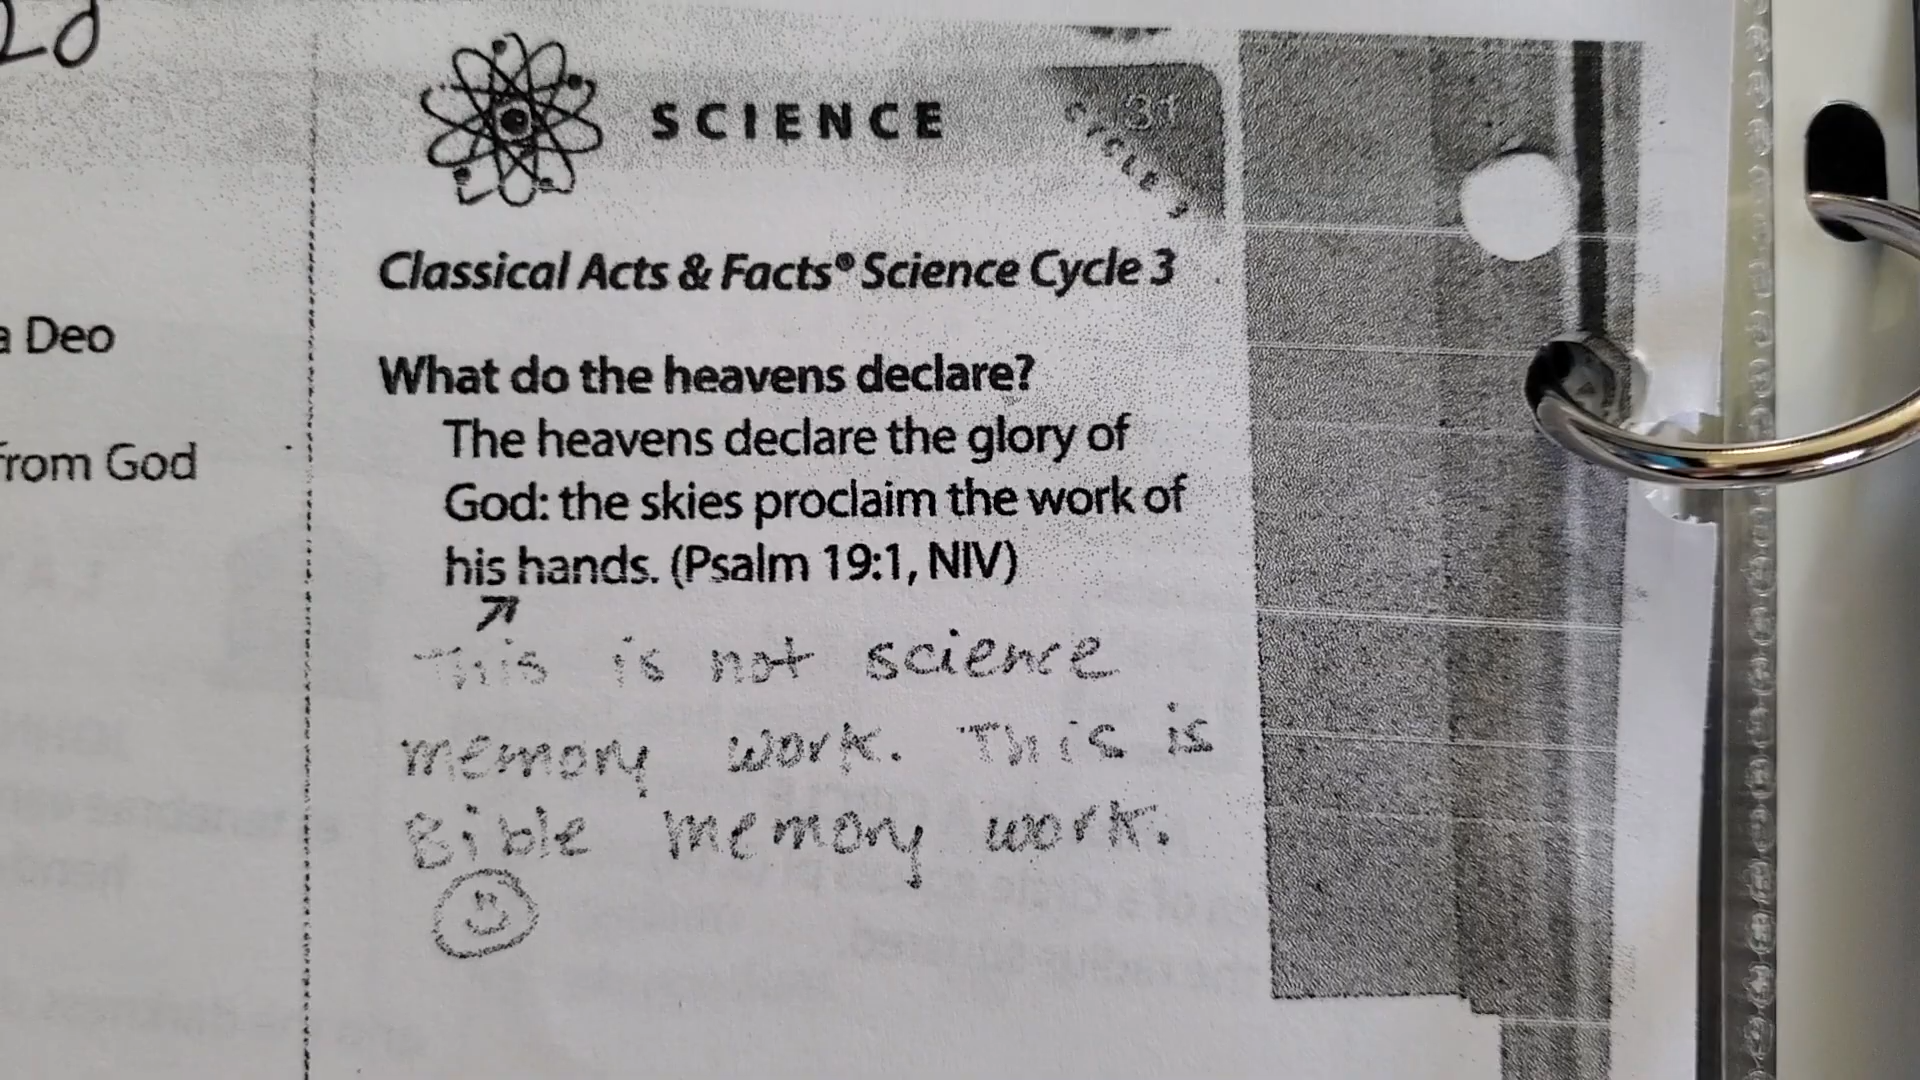 SCIENCE
CYCLE 3
Classical Acts & Facts® Science Cycle 3
a Deo
What do the heavens declare?
The heavens declare the glory of
from God
God: the skies proclaim the work of
his hands. (Psalm 19:1, NIV)
This is not science
memory work. This is
Bible memory work.